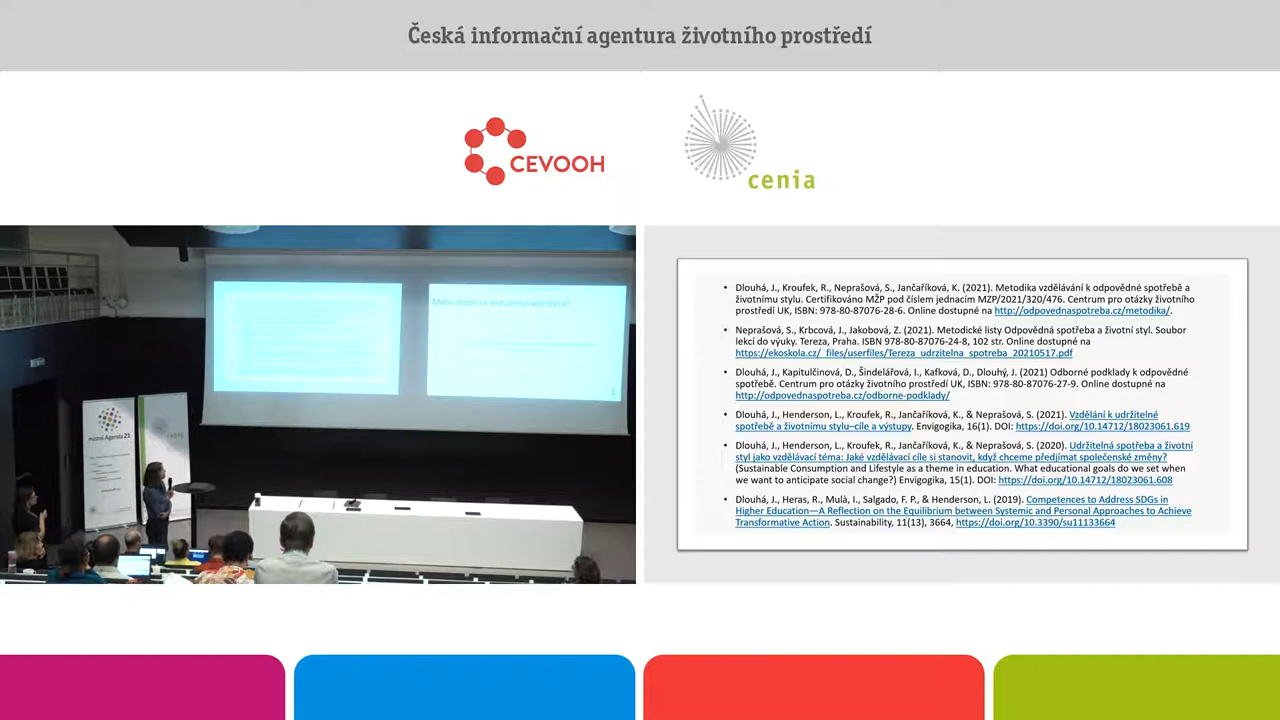 Česká informační agentura životního prostředí
CEVOOH
cenia
Máte otázku k aktuální přednášce?
místní Agenda 21
cenia
• Dlouhá, J., Kroufek, R., Neprašová, S., Jančaříková, K. (2021). Metodika vzdělávání k odpovědné spotřebě a
životnímu stylu. Certifikováno MŽP pod číslem jednacím MZP/2021/320/476. Centrum pro otázky životního
prostředí UK, ISBN: 978-80-87076-28-6. Online dostupné na http://odpovednaspotreba.cz/metodika/.
• Neprašová, S., Krbcová, J., Jakobová, Z. (2021). Metodické listy Odpovědná spotřeba a životní styl. Soubor
lekcí do výuky. Tereza, Praha. ISBN 978-80-87076-24-8, 102 str. Online dostupné na
https://ekoskola.cz/_files/userfiles/Tereza_udrzitelna_spotreba_20210517.pdf
• Dlouhá, J., Kapitulčinová, D., Šindelářová, I., Kafková, D., Dlouhý, J. (2021) Odborné podklady k odpovědné
spotřebě. Centrum pro otázky životního prostředí UK, ISBN: 978-80-87076-27-9. Online dostupné na
http://odpovednaspotreba.cz/odborne-podklady/
• Dlouhá, J., Henderson, L., Kroufek, R., Jančaříková, K., & Neprašová, S. (2021). Vzdělání k udržitelné
spotřebě a životnímu stylu–cíle a výstupy. Envigogika, 16(1). DOI: https://doi.org/10.14712/18023061.619
• Dlouhá, J., Henderson, L., Kroufek, R., Jančaříková, K., & Neprašová, S. (2020). Udržitelná spotřeba a životní
styl jako vzdělávací téma: Jaké vzdělávací cíle si stanovit, když chceme předjímat společenské změny?
(Sustainable Consumption and Lifestyle as a theme in education. What educational goals do we set when
we want to anticipate social change?) Envigogika, 15(1). DOI: https://doi.org/10.14712/18023061.608
• Dlouhá, J., Heras, R., Mulà, I., Salgado, F. P., & Henderson, L. (2019). Competences to Address SDGs in
Higher Education—A Reflection on the Equilibrium between Systemic and Personal Approaches to Achieve
Transformative Action. Sustainability, 11(13), 3664, https://doi.org/10.3390/su11133664